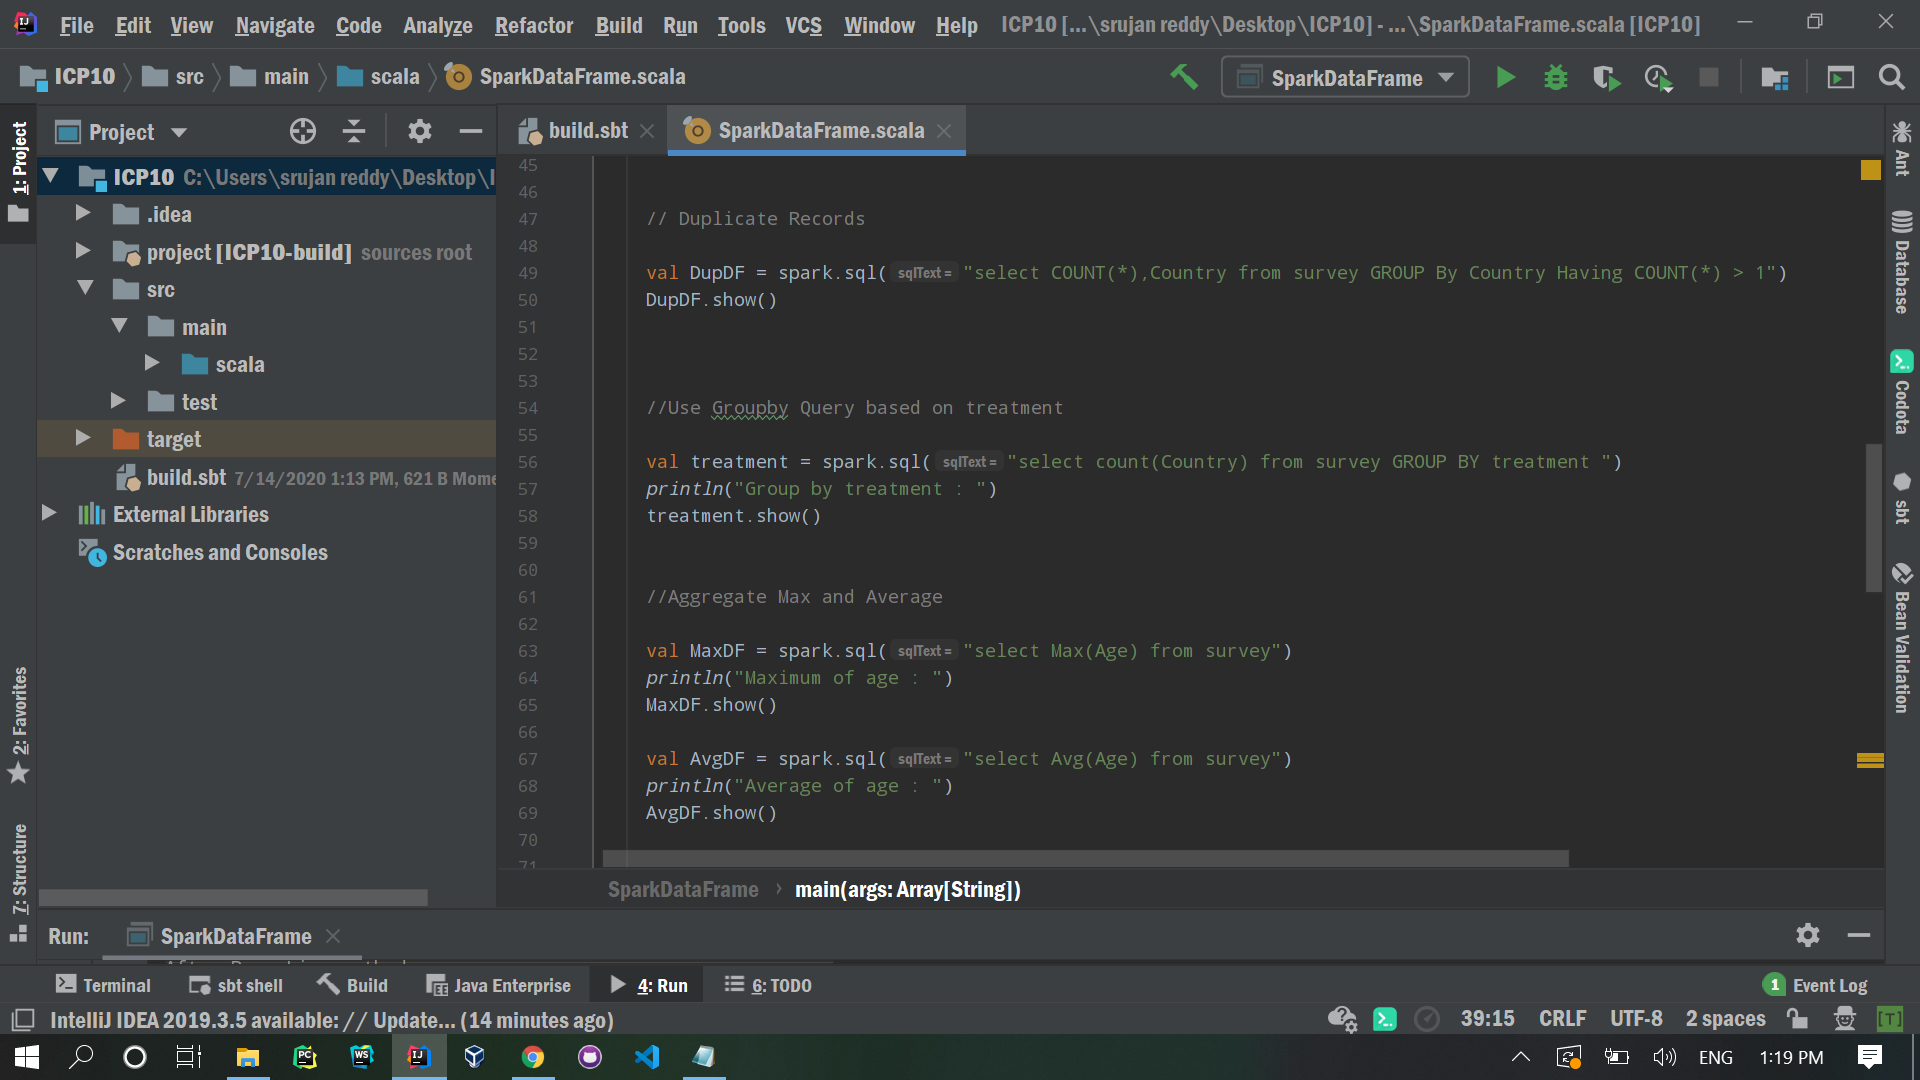 File Edit View Navigate Code Analyze Refactor Build Run Tools VCS Window Help ICP10 [...\srujan reddy\Desktop\ICP10] - ...\SparkDataFrame.scala [ICP10]
ICP10 src main scala SparkDataFrame.scala SparkDataFrame
1: Project
Project
build.sbt SparkDataFrame.scala
ICP10 C:\Users\srujan reddy\Desktop\I
.idea
project [ICP10-build] sources root
src
main
scala
test
target
build.sbt 7/14/2020 1:13 PM, 621 B Mome
External Libraries
Scratches and Consoles
2: Favorites
7: Structure
45
46
47 // Duplicate Records
48
49 val DupDF = spark.sql( sqlText = "select COUNT(*),Country from survey GROUP By Country Having COUNT(*) > 1")
50 DupDF.show()
51
52
53
54 //Use Groupby Query based on treatment
55
56 val treatment = spark.sql( sqlText = "select count(Country) from survey GROUP BY treatment ")
57 println("Group by treatment : ")
58 treatment.show()
59
60
61 //Aggregate Max and Average
62
63 val MaxDF = spark.sql( sqlText = "select Max(Age) from survey")
64 println("Maximum of age : ")
65 MaxDF.show()
66
67 val AvgDF = spark.sql( sqlText = "select Avg(Age) from survey")
68 println("Average of age : ")
69 AvgDF.show()
70
71
SparkDataFrame › main(args: Array[String])
Ant
Database
Codota
sbt
Bean Validation
Run: SparkDataFrame
Terminal sbt shell Build Java Enterprise 4: Run 6: TODO 1 Event Log
IntelliJ IDEA 2019.3.5 available: // Update... (14 minutes ago) 39:15 CRLF UTF-8 2 spaces [T]
PC WS IJ ENG 1:19 PM